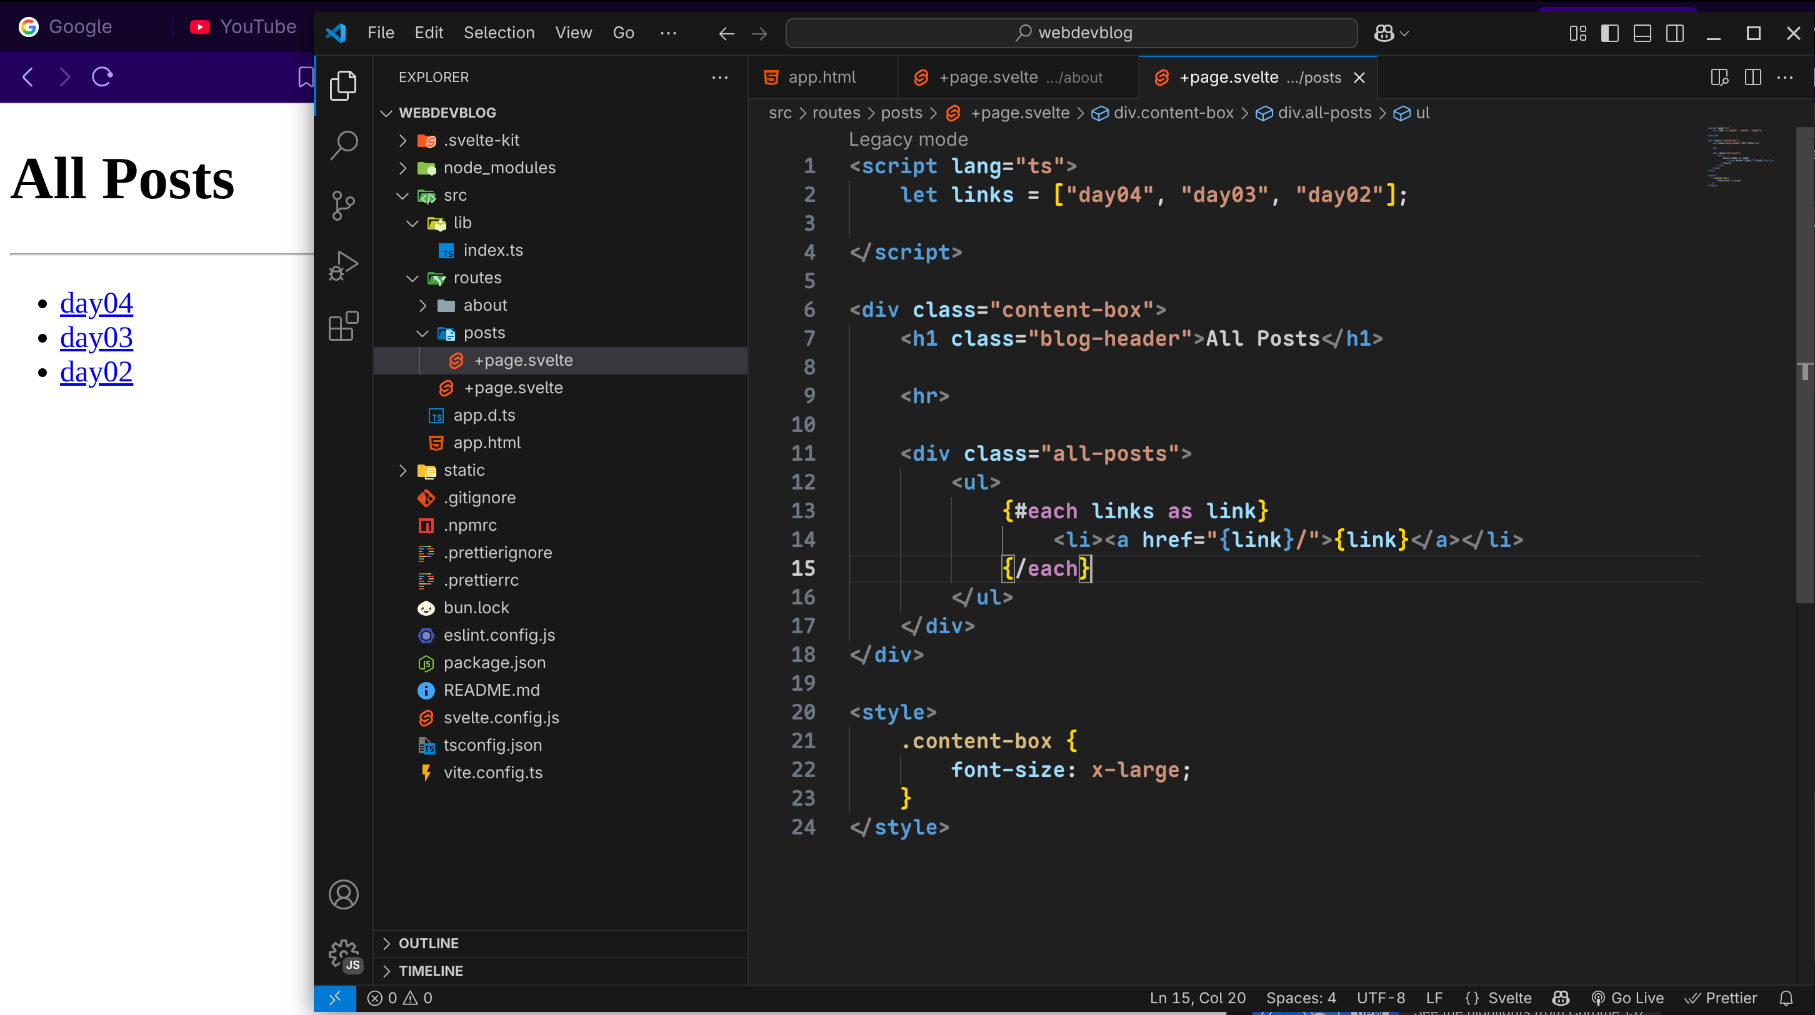 Google
YouTube
All Posts
day04
day03
day02
File Edit Selection View Go ···
webdevblog
EXPLORER ···
WEBDEVBLOG
.svelte-kit
node_modules
src
lib
index.ts
routes
about
posts
+page.svelte
+page.svelte
app.d.ts
app.html
static
.gitignore
.npmrc
.prettierignore
.prettierrc
bun.lock
eslint.config.js
package.json
README.md
svelte.config.js
tsconfig.json
vite.config.ts
OUTLINE
TIMELINE
JS
app.html
+page.svelte .../about
+page.svelte .../posts
src > routes > posts > +page.svelte > div.content-box > div.all-posts > ul
Legacy mode
1 <script lang="ts">
2     let links = ["day04", "day03", "day02"];
3
4 </script>
5
6 <div class="content-box">
7     <h1 class="blog-header">All Posts</h1>
8
9     <hr>
10
11     <div class="all-posts">
12         <ul>
13             {#each links as link}
14                 <li><a href="{link}/">{link}</a></li>
15             {/each}
16         </ul>
17     </div>
18 </div>
19
20 <style>
21     .content-box {
22         font-size: x-large;
23     }
24 </style>
0 0
Ln 15, Col 20 Spaces: 4 UTF-8 LF {} Svelte Go Live Prettier